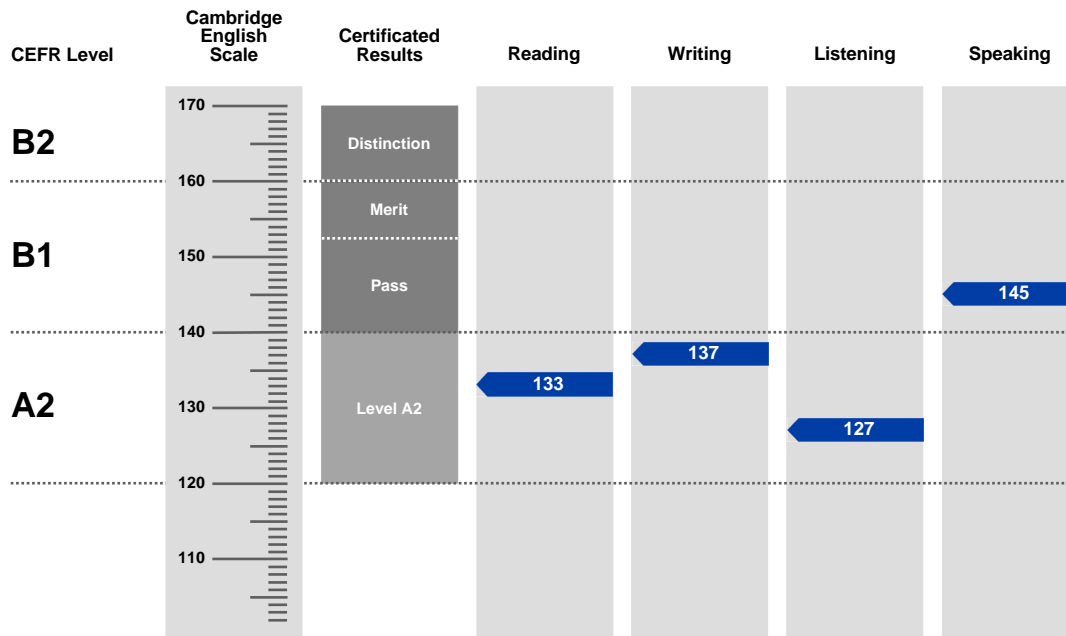 CEFR Level
Cambridge
English
Scale
Certificated
Results
Reading
Writing
Listening
Speaking
170
B2
Distinction
160
Merit
B1
150
Pass
145
140
137
133
A2
130
Level A2
127
120
110